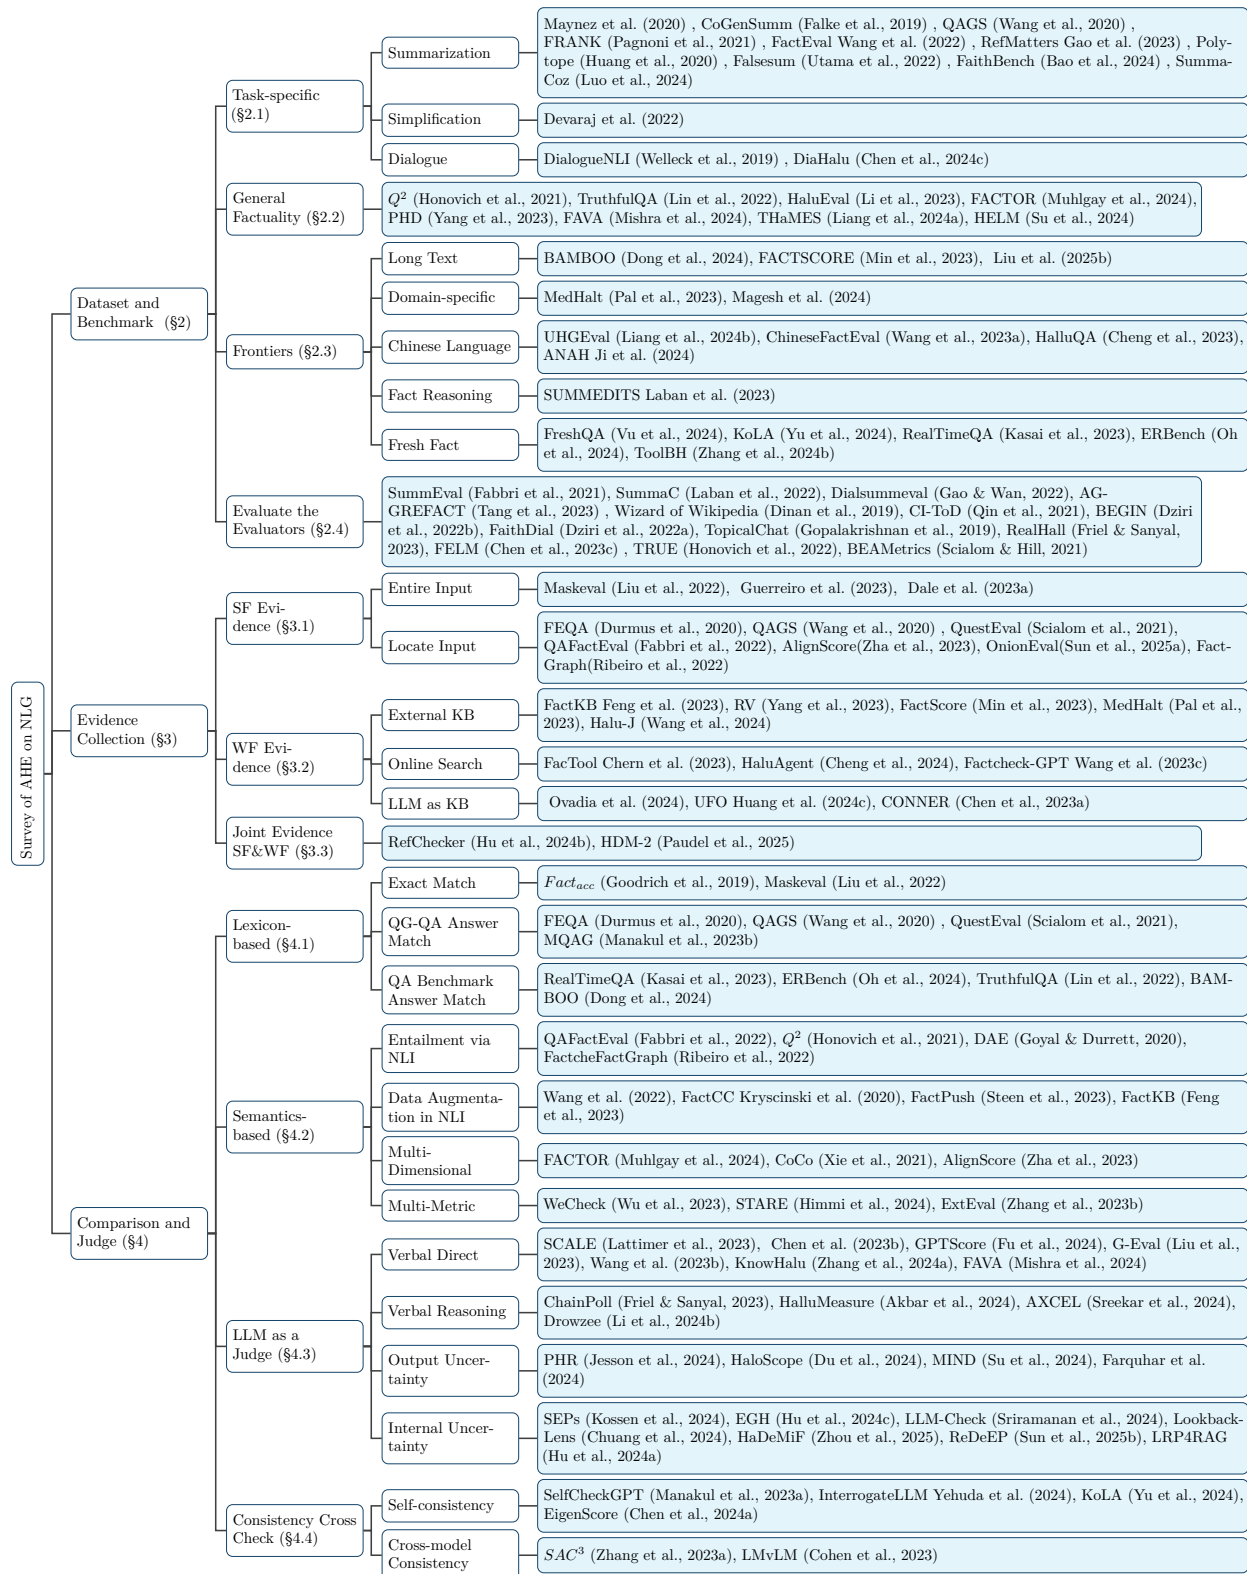 Survey of AHE on NLG
Dataset and
Benchmark (§2)
Task-specific
(§2.1)
Summarization
Maynez et al. (2020) , CoGenSumm (Falke et al., 2019) , QAGS (Wang et al., 2020) ,
FRANK (Pagnoni et al., 2021) , FactEval Wang et al. (2022) , RefMatters Gao et al. (2023) , Poly-
tope (Huang et al., 2020) , Falsesum (Utama et al., 2022) , FaithBench (Bao et al., 2024) , Summa-
Coz (Luo et al., 2024)
Simplification
Devaraj et al. (2022)
Dialogue
DialogueNLI (Welleck et al., 2019) , DiaHalu (Chen et al., 2024c)
General
Factuality (§2.2)
Q² (Honovich et al., 2021), TruthfulQA (Lin et al., 2022), HaluEval (Li et al., 2023), FACTOR (Muhlgay et al., 2024),
PHD (Yang et al., 2023), FAVA (Mishra et al., 2024), THaMES (Liang et al., 2024a), HELM (Su et al., 2024)
Frontiers (§2.3)
Long Text
BAMBOO (Dong et al., 2024), FACTSCORE (Min et al., 2023), Liu et al. (2025b)
Domain-specific
MedHalt (Pal et al., 2023), Magesh et al. (2024)
Chinese Language
UHGEval (Liang et al., 2024b), ChineseFactEval (Wang et al., 2023a), HalluQA (Cheng et al., 2023),
ANAH Ji et al. (2024)
Fact Reasoning
SUMMEDITS Laban et al. (2023)
Fresh Fact
FreshQA (Vu et al., 2024), KoLA (Yu et al., 2024), RealTimeQA (Kasai et al., 2023), ERBench (Oh
et al., 2024), ToolBH (Zhang et al., 2024b)
Evaluate the
Evaluators (§2.4)
SummEval (Fabbri et al., 2021), SummaC (Laban et al., 2022), Dialsummeval (Gao & Wan, 2022), AG-
GREFACT (Tang et al., 2023) , Wizard of Wikipedia (Dinan et al., 2019), CI-ToD (Qin et al., 2021), BEGIN (Dziri
et al., 2022b), FaithDial (Dziri et al., 2022a), TopicalChat (Gopalakrishnan et al., 2019), RealHall (Friel & Sanyal,
2023), FELM (Chen et al., 2023c) , TRUE (Honovich et al., 2022), BEAMetrics (Scialom & Hill, 2021)
Evidence
Collection (§3)
SF Evi-
dence (§3.1)
Entire Input
Maskeval (Liu et al., 2022), Guerreiro et al. (2023), Dale et al. (2023a)
Locate Input
FEQA (Durmus et al., 2020), QAGS (Wang et al., 2020) , QuestEval (Scialom et al., 2021),
QAFactEval (Fabbri et al., 2022), AlignScore(Zha et al., 2023), OnionEval(Sun et al., 2025a), Fact-
Graph(Ribeiro et al., 2022)
WF Evi-
dence (§3.2)
External KB
FactKB Feng et al. (2023), RV (Yang et al., 2023), FactScore (Min et al., 2023), MedHalt (Pal et al.,
2023), Halu-J (Wang et al., 2024)
Online Search
FacTool Chern et al. (2023), HaluAgent (Cheng et al., 2024), Factcheck-GPT Wang et al. (2023c)
LLM as KB
Ovadia et al. (2024), UFO Huang et al. (2024c), CONNER (Chen et al., 2023a)
Joint Evidence
SF&WF (§3.3)
RefChecker (Hu et al., 2024b), HDM-2 (Paudel et al., 2025)
Comparison and
Judge (§4)
Lexicon-
based (§4.1)
Exact Match
Fact_acc (Goodrich et al., 2019), Maskeval (Liu et al., 2022)
QG-QA Answer
Match
FEQA (Durmus et al., 2020), QAGS (Wang et al., 2020) , QuestEval (Scialom et al., 2021),
MQAG (Manakul et al., 2023b)
QA Benchmark
Answer Match
RealTimeQA (Kasai et al., 2023), ERBench (Oh et al., 2024), TruthfulQA (Lin et al., 2022), BAM-
BOO (Dong et al., 2024)
Semantics-
based (§4.2)
Entailment via
NLI
QAFactEval (Fabbri et al., 2022), Q² (Honovich et al., 2021), DAE (Goyal & Durrett, 2020),
FactcheFactGraph (Ribeiro et al., 2022)
Data Augmenta-
tion in NLI
Wang et al. (2022), FactCC Kryscinski et al. (2020), FactPush (Steen et al., 2023), FactKB (Feng
et al., 2023)
Multi-
Dimensional
FACTOR (Muhlgay et al., 2024), CoCo (Xie et al., 2021), AlignScore (Zha et al., 2023)
Multi-Metric
WeCheck (Wu et al., 2023), STARE (Himmi et al., 2024), ExtEval (Zhang et al., 2023b)
LLM as a
Judge (§4.3)
Verbal Direct
SCALE (Lattimer et al., 2023), Chen et al. (2023b), GPTScore (Fu et al., 2024), G-Eval (Liu et al.,
2023), Wang et al. (2023b), KnowHalu (Zhang et al., 2024a), FAVA (Mishra et al., 2024)
Verbal Reasoning
ChainPoll (Friel & Sanyal, 2023), HalluMeasure (Akbar et al., 2024), AXCEL (Sreekar et al., 2024),
Drowzee (Li et al., 2024b)
Output Uncer-
tainty
PHR (Jesson et al., 2024), HaloScope (Du et al., 2024), MIND (Su et al., 2024), Farquhar et al.
(2024)
Internal Uncer-
tainty
SEPs (Kossen et al., 2024), EGH (Hu et al., 2024c), LLM-Check (Sriramanan et al., 2024), Lookback-
Lens (Chuang et al., 2024), HaDeMiF (Zhou et al., 2025), ReDeEP (Sun et al., 2025b), LRP4RAG
(Hu et al., 2024a)
Consistency Cross
Check (§4.4)
Self-consistency
SelfCheckGPT (Manakul et al., 2023a), InterrogateLLM Yehuda et al. (2024), KoLA (Yu et al., 2024),
EigenScore (Chen et al., 2024a)
Cross-model
Consistency
SAC³ (Zhang et al., 2023a), LMvLM (Cohen et al., 2023)